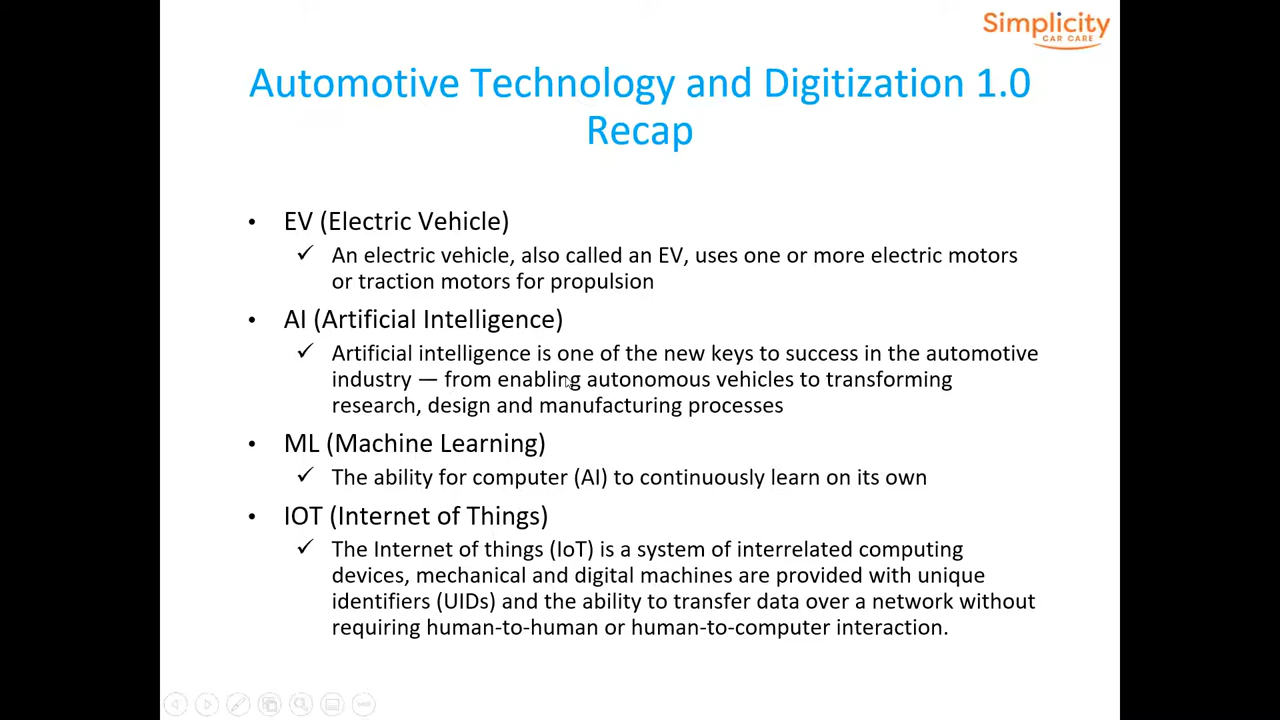 Simplicity
CAR CARE
Automotive Technology and Digitization 1.0
Recap
• EV (Electric Vehicle)
✓ An electric vehicle, also called an EV, uses one or more electric motors
or traction motors for propulsion
• AI (Artificial Intelligence)
✓ Artificial intelligence is one of the new keys to success in the automotive
industry — from enabling autonomous vehicles to transforming
research, design and manufacturing processes
• ML (Machine Learning)
✓ The ability for computer (AI) to continuously learn on its own
• IOT (Internet of Things)
✓ The Internet of things (IoT) is a system of interrelated computing
devices, mechanical and digital machines are provided with unique
identifiers (UIDs) and the ability to transfer data over a network without
requiring human-to-human or human-to-computer interaction.